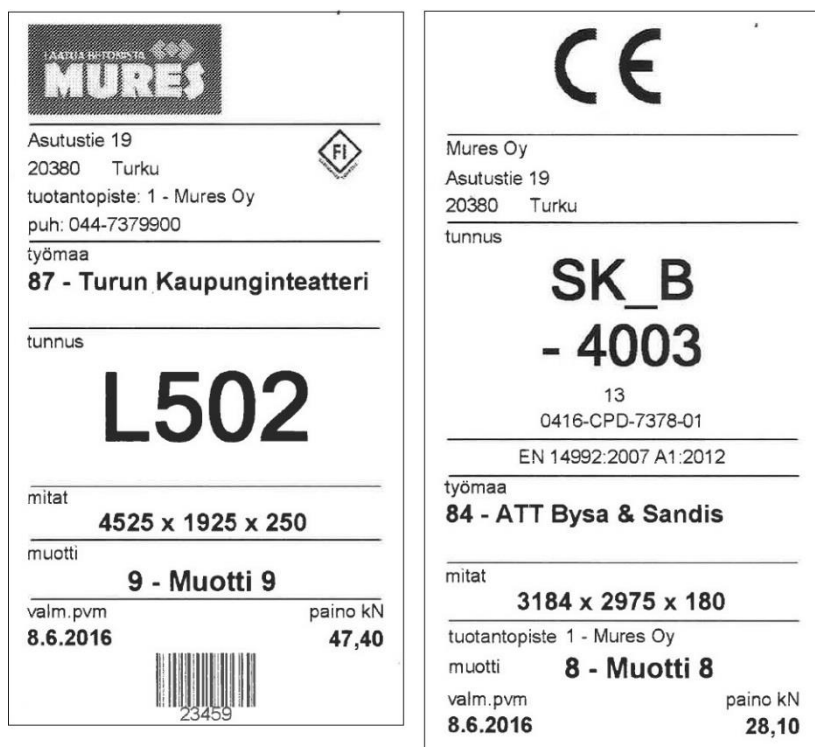 LAATUA BETONISTA
MURES
Asutustie 19
20380 Turku
tuotantopiste: 1 - Mures Oy
puh: 044-7379900
FI
työmaa
87 - Turun Kaupunginteatteri
tunnus
L502
mitat
4525 x 1925 x 250
muotti
9 - Muotti 9
valm.pvm paino kN
8.6.2016 47,40
23459
CE
Mures Oy
Asutustie 19
20380 Turku
tunnus
SK_B
- 4003
13
0416-CPD-7378-01
EN 14992:2007 A1:2012
työmaa
84 - ATT Bysa & Sandis
mitat
3184 x 2975 x 180
tuotantopiste 1 - Mures Oy
muotti 8 - Muotti 8
valm.pvm paino kN
8.6.2016 28,10